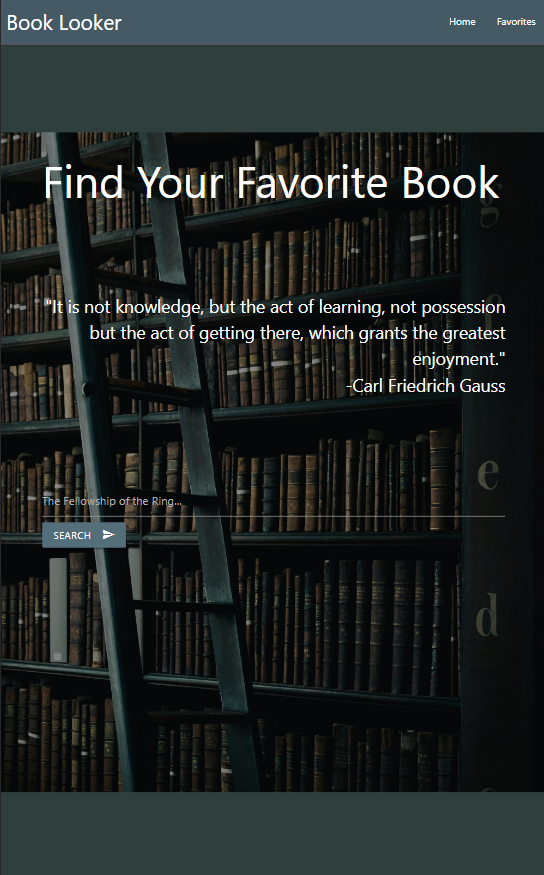 Book Looker
Home
Favorites
Find Your Favorite Book
"It is not knowledge, but the act of learning, not possession
but the act of getting there, which grants the greatest
enjoyment."
-Carl Friedrich Gauss
The Fellowship of the Ring...
SEARCH
e
d